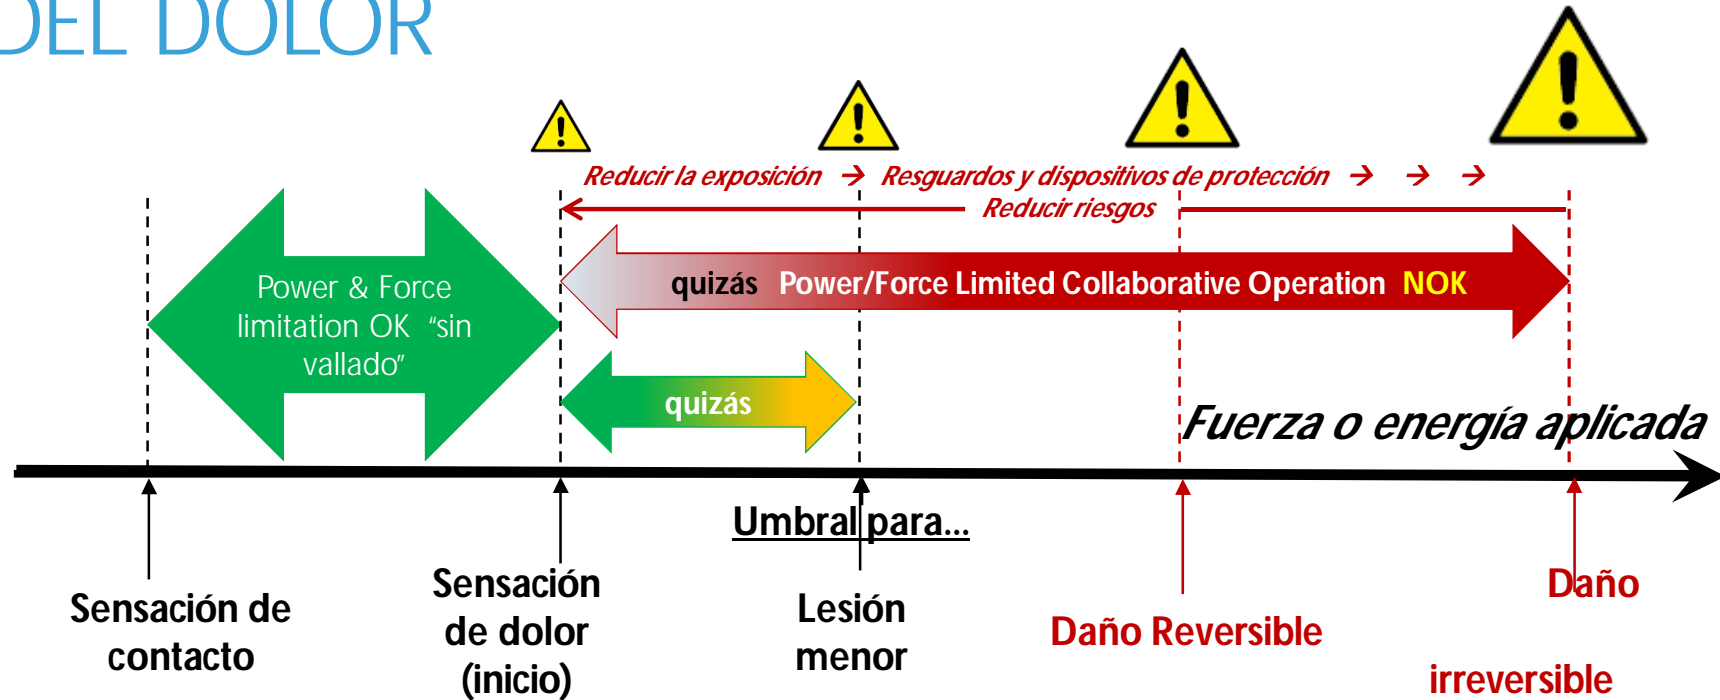 DEL DOLOR
Reducir la exposición → Resguardos y dispositivos de protección → → →
Reducir riesgos
Power & Force
limitation OK “sin
vallado”
quizás Power/Force Limited Collaborative Operation NOK
quizás
Fuerza o energía aplicada
Umbral para...
Sensación de
contacto
Sensación
de dolor
(inicio)
Lesión
menor
Daño Reversible
Daño
irreversible